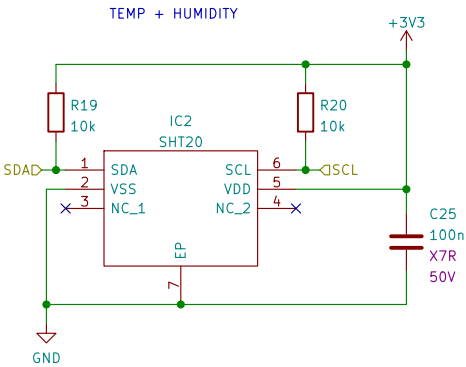 TEMP + HUMIDITY
+3V3
R19
10k
R20
10k
IC2
SHT20
SDA
1
SDA
SCL
6
SCL
2
VSS
VDD
5
3
NC_1
NC_2
4
C25
100n
X7R
50V
EP
7
GND